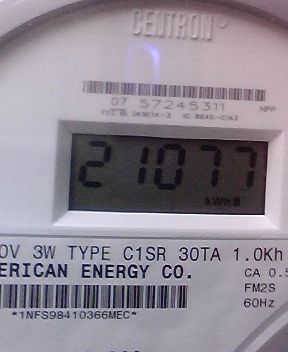 CENTRON®
07 57245311
HPP
21077
kWh
0V 3W TYPE C1SR 30TA 1.0Kh
ERICAN ENERGY CO.
CA 0.5
FM2S
60Hz
*1NFS98410366MEC*